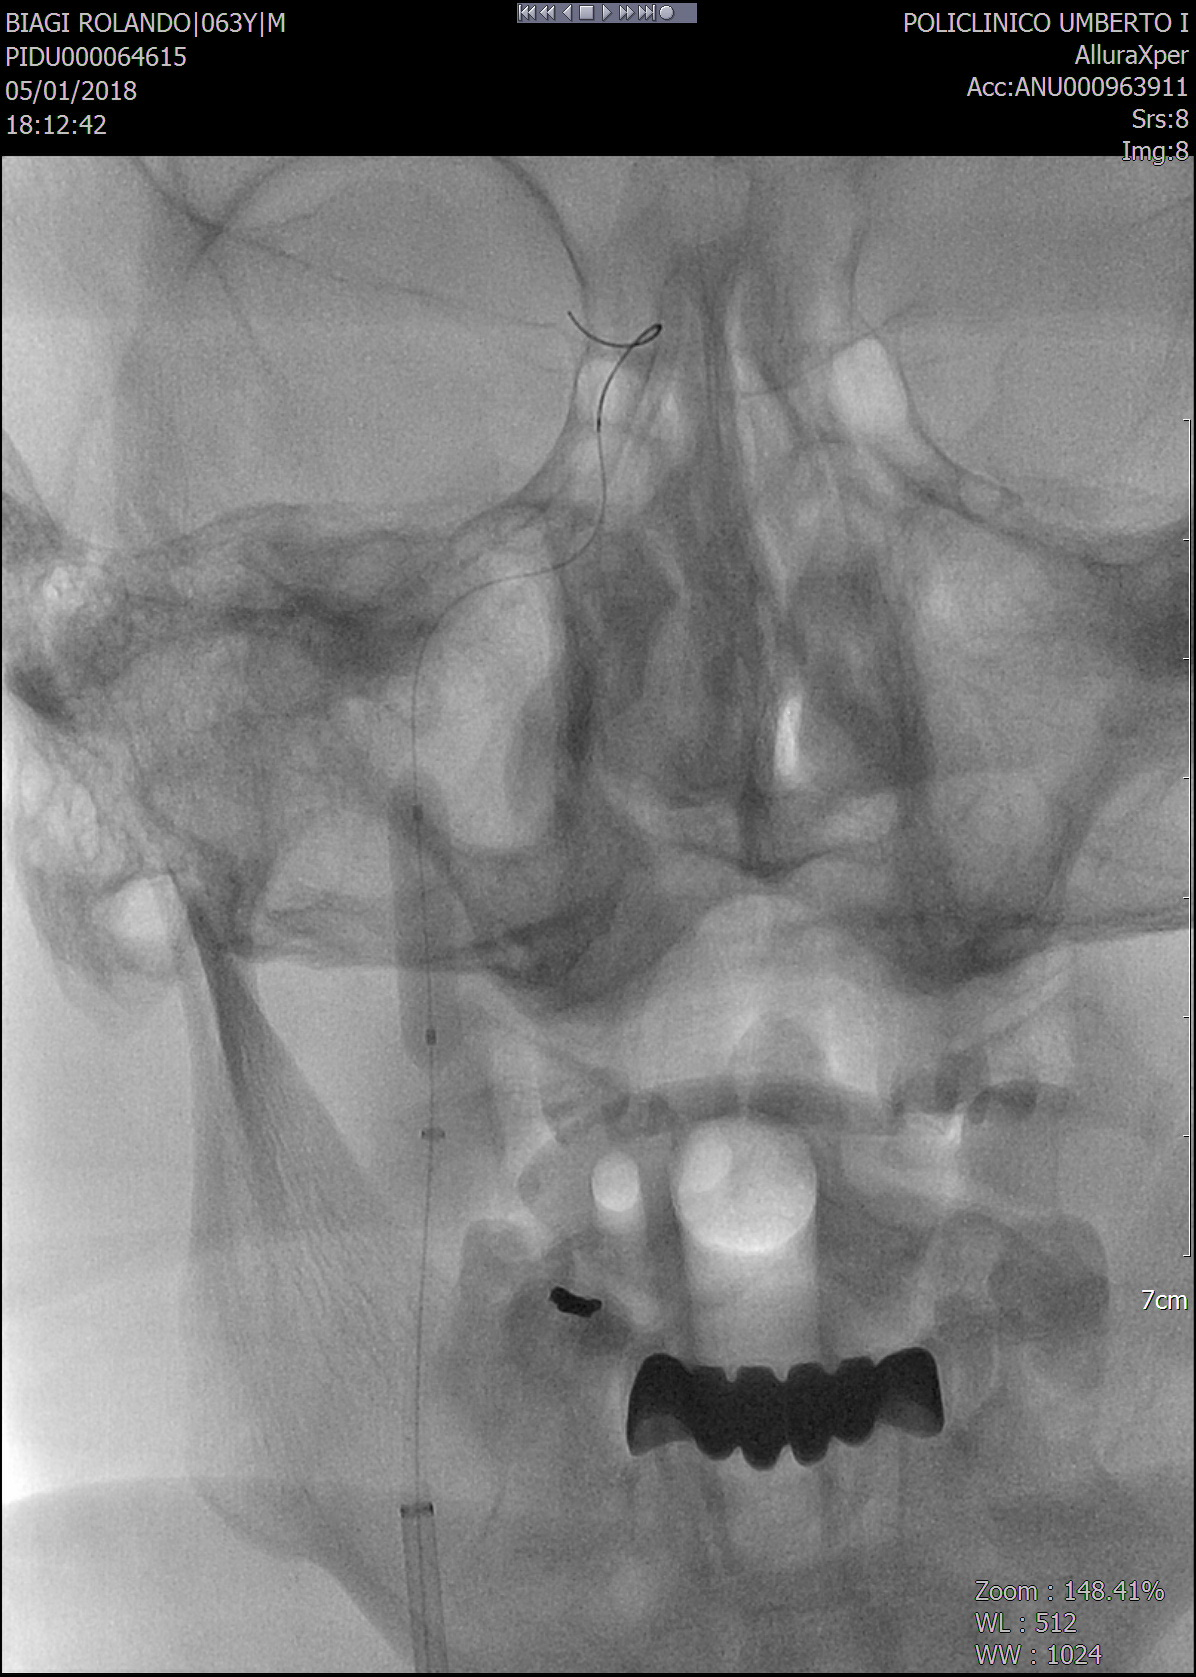 BIAGI ROLANDO|063Y|M
PIDU000064615
05/01/2018
18:12:42
POLICLINICO UMBERTO I
AlluraXper
Acc:ANU000963911
Srs:8
Img:8
7cm
Zoom : 148.41%
WL : 512
WW : 1024